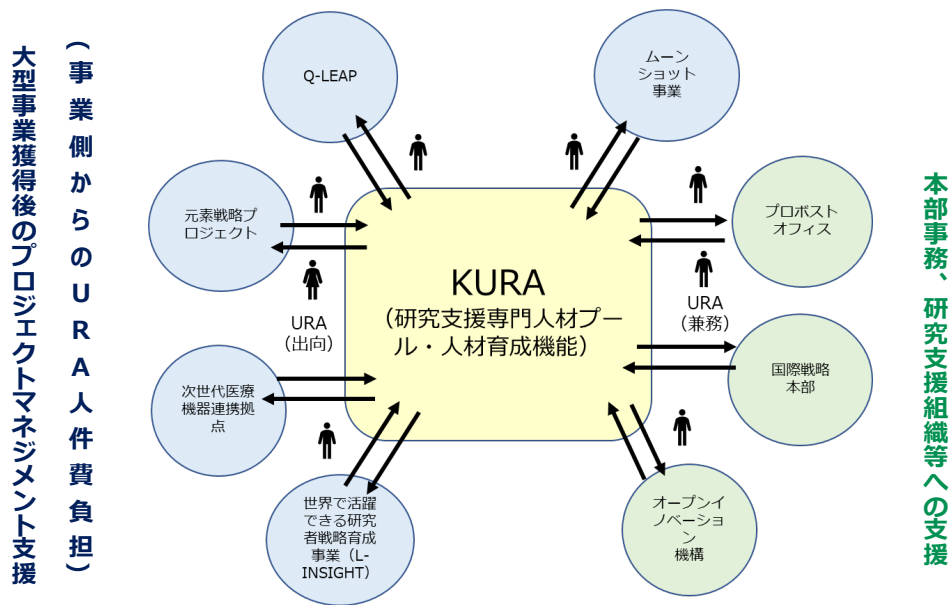 大型事業獲得後のプロジェクトマネジメント支援
(事業側からのURA人件費負担)
Q-LEAP
ムーン
ショット
事業
元素戦略プ
ロジェクト
プロボスト
オフィス
KURA
(研究支援専門人材プー
ル・人材育成機能)
URA
(出向)
URA
(兼務)
次世代医療
機器連携拠
点
国際戦略
本部
世界で活躍
できる研究
者戦略育成
事業(L-
INSIGHT)
オープンイ
ノベーショ
ン
機構
本部事務、研究支援組織等への支援